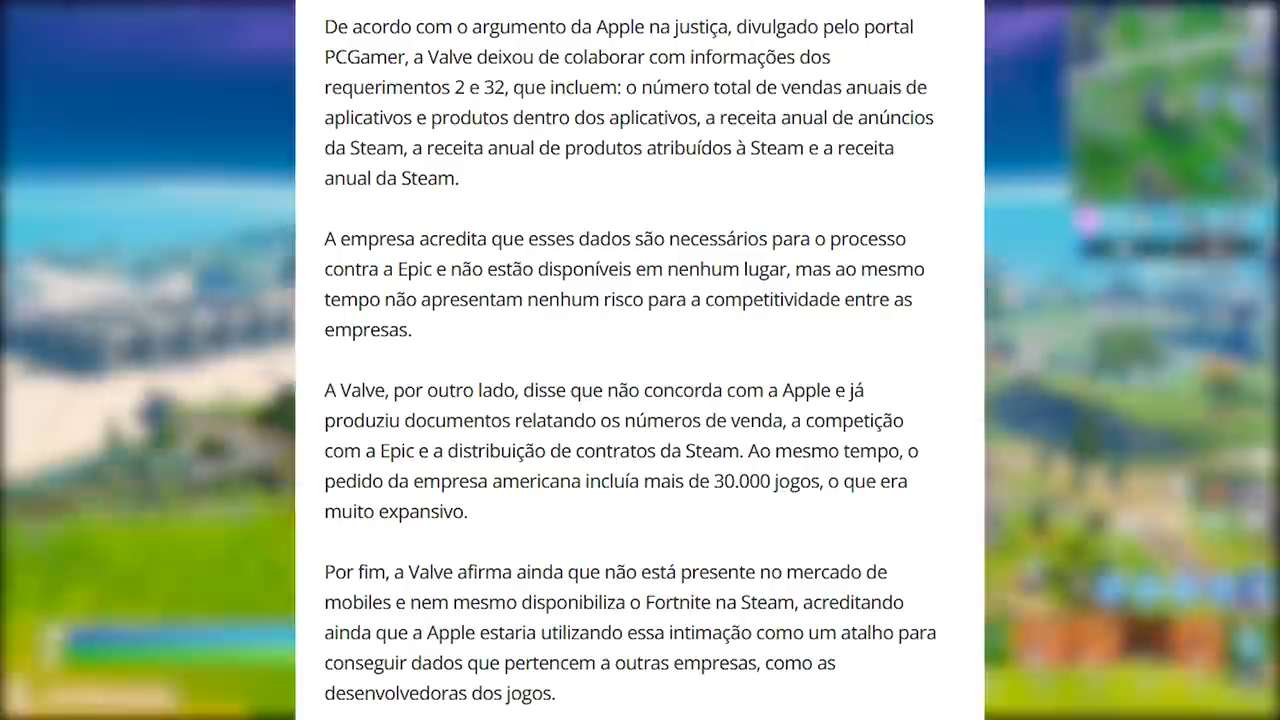 De acordo com o argumento da Apple na justiça, divulgado pelo portal
PCGamer, a Valve deixou de colaborar com informações dos
requerimentos 2 e 32, que incluem: o número total de vendas anuais de
aplicativos e produtos dentro dos aplicativos, a receita anual de anúncios
da Steam, a receita anual de produtos atribuídos à Steam e a receita
anual da Steam.
A empresa acredita que esses dados são necessários para o processo
contra a Epic e não estão disponíveis em nenhum lugar, mas ao mesmo
tempo não apresentam nenhum risco para a competitividade entre as
empresas.
A Valve, por outro lado, disse que não concorda com a Apple e já
produziu documentos relatando os números de venda, a competição
com a Epic e a distribuição de contratos da Steam. Ao mesmo tempo, o
pedido da empresa americana incluía mais de 30.000 jogos, o que era
muito expansivo.
Por fim, a Valve afirma ainda que não está presente no mercado de
mobiles e nem mesmo disponibiliza o Fortnite na Steam, acreditando
ainda que a Apple estaria utilizando essa intimação como um atalho para
conseguir dados que pertencem a outras empresas, como as
desenvolvedoras dos jogos.